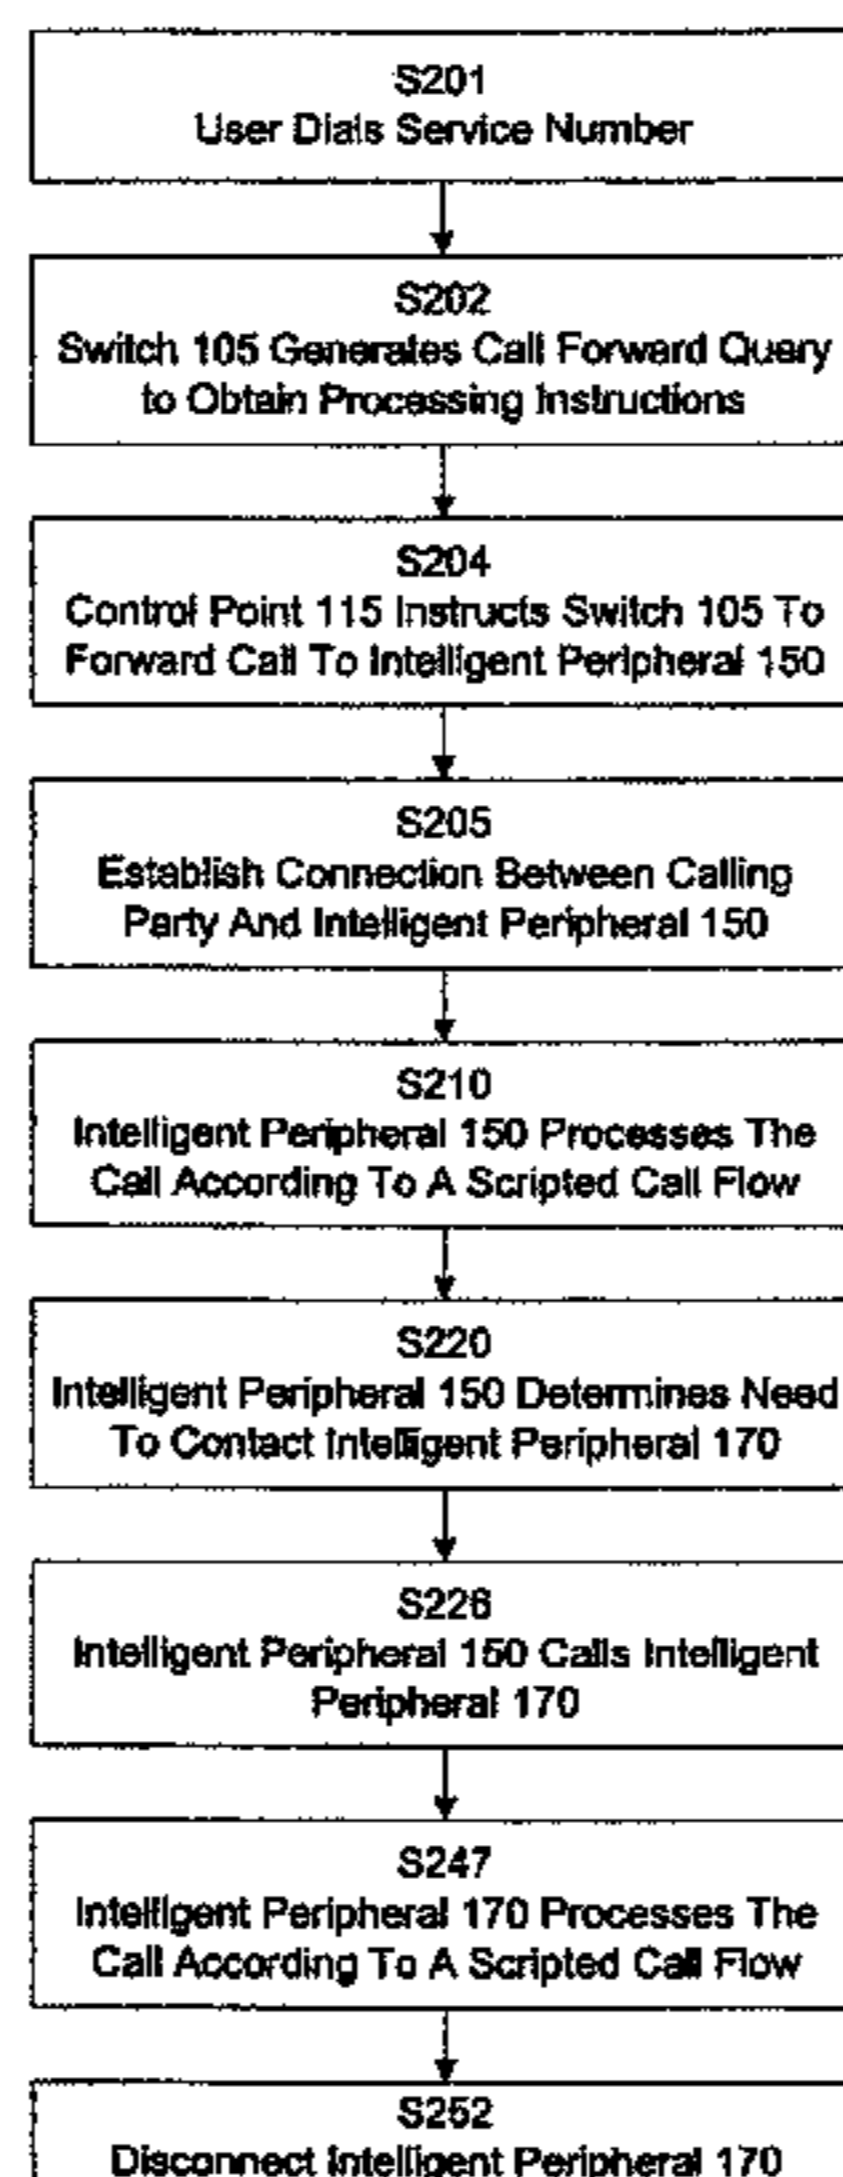 S201
User Dials Service Number
S202
Switch 105 Generates Call Forward Query
to Obtain Processing Instructions
S204
Control Point 115 Instructs Switch 105 To
Forward Call To Intelligent Peripheral 150
S205
Establish Connection Between Calling
Party And Intelligent Peripheral 150
S210
Intelligent Peripheral 150 Processes The
Call According To A Scripted Call Flow
S220
Intelligent Peripheral 150 Determines Need
To Contact Intelligent Peripheral 170
S226
Intelligent Peripheral 150 Calls Intelligent
Peripheral 170
S247
Intelligent Peripheral 170 Processes The
Call According To A Scripted Call Flow
S252
Disconnect Intelligent Peripheral 170